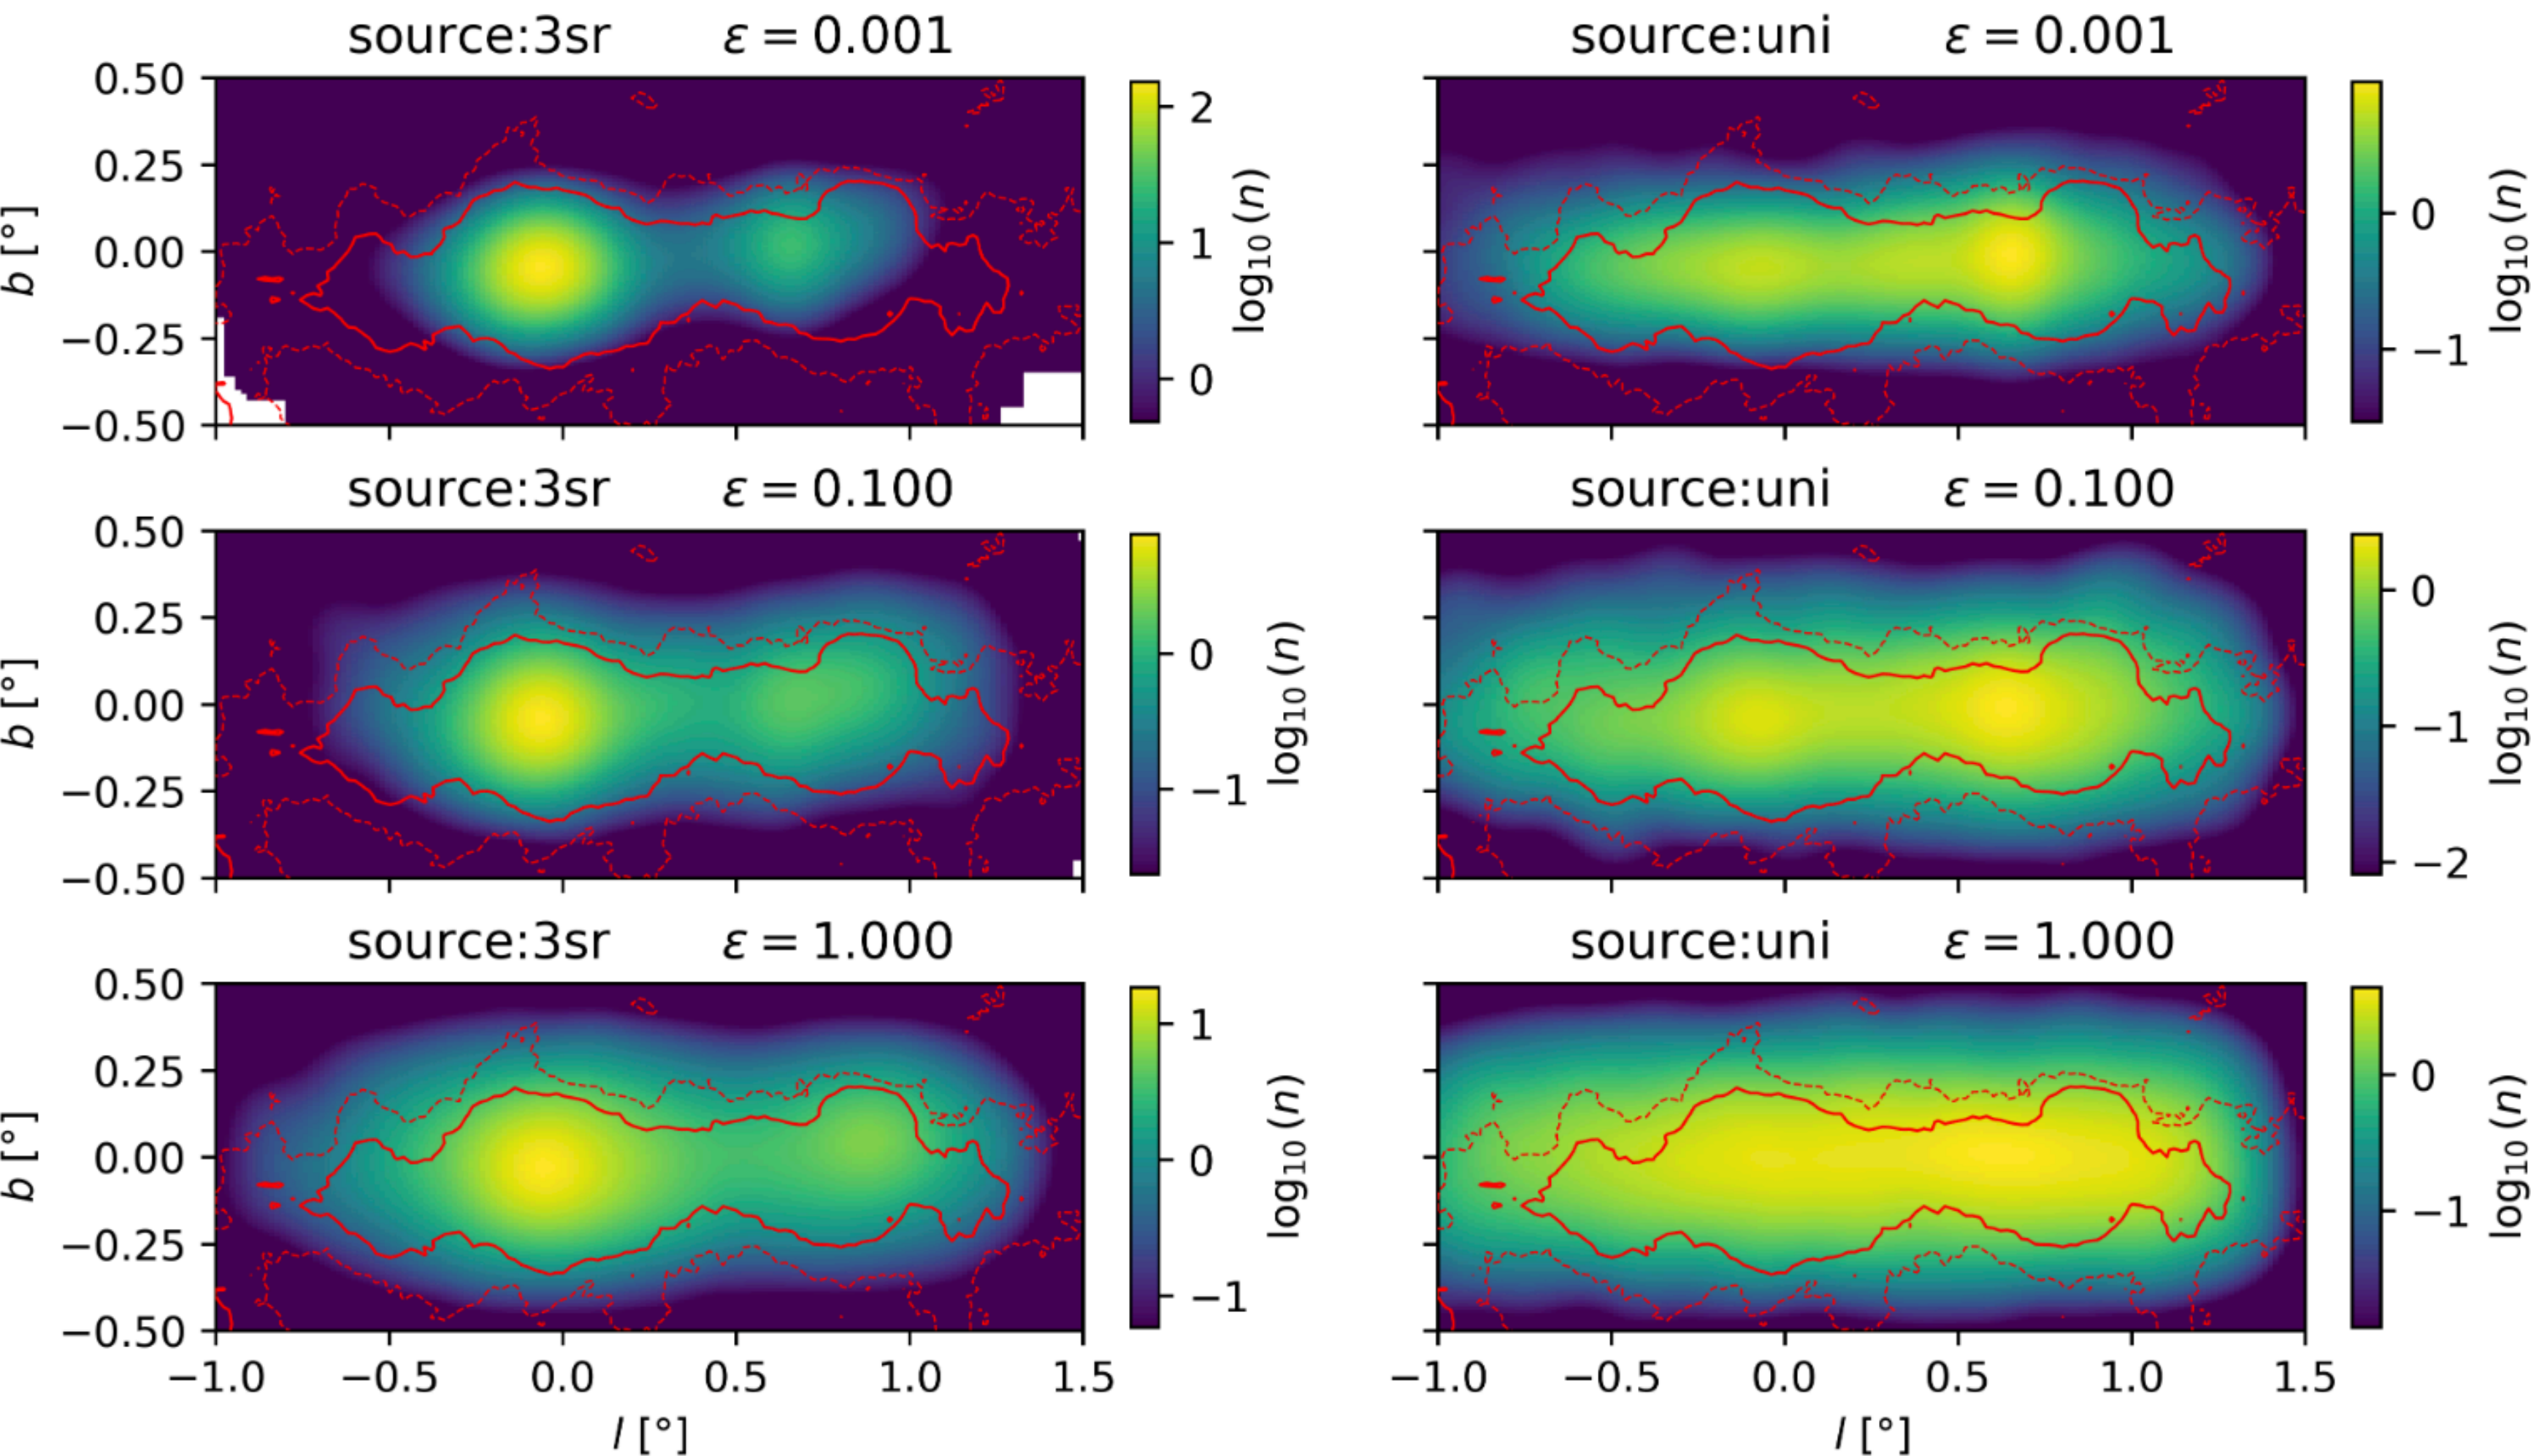 source:3sr ε = 0.001
source:uni ε = 0.001
0.50
0.25
0.00
−0.25
−0.50
b [°]
2
1
0
log10 (n)
0
−1
log10 (n)
source:3sr ε = 0.100
source:uni ε = 0.100
0.50
0.25
0.00
−0.25
−0.50
b [°]
0
−1
log10 (n)
0
−1
−2
log10 (n)
source:3sr ε = 1.000
source:uni ε = 1.000
0.50
0.25
0.00
−0.25
−0.50
b [°]
1
0
−1
log10 (n)
0
−1
log10 (n)
−1.0 −0.5 0.0 0.5 1.0 1.5
l [°]
−1.0 −0.5 0.0 0.5 1.0 1.5
l [°]